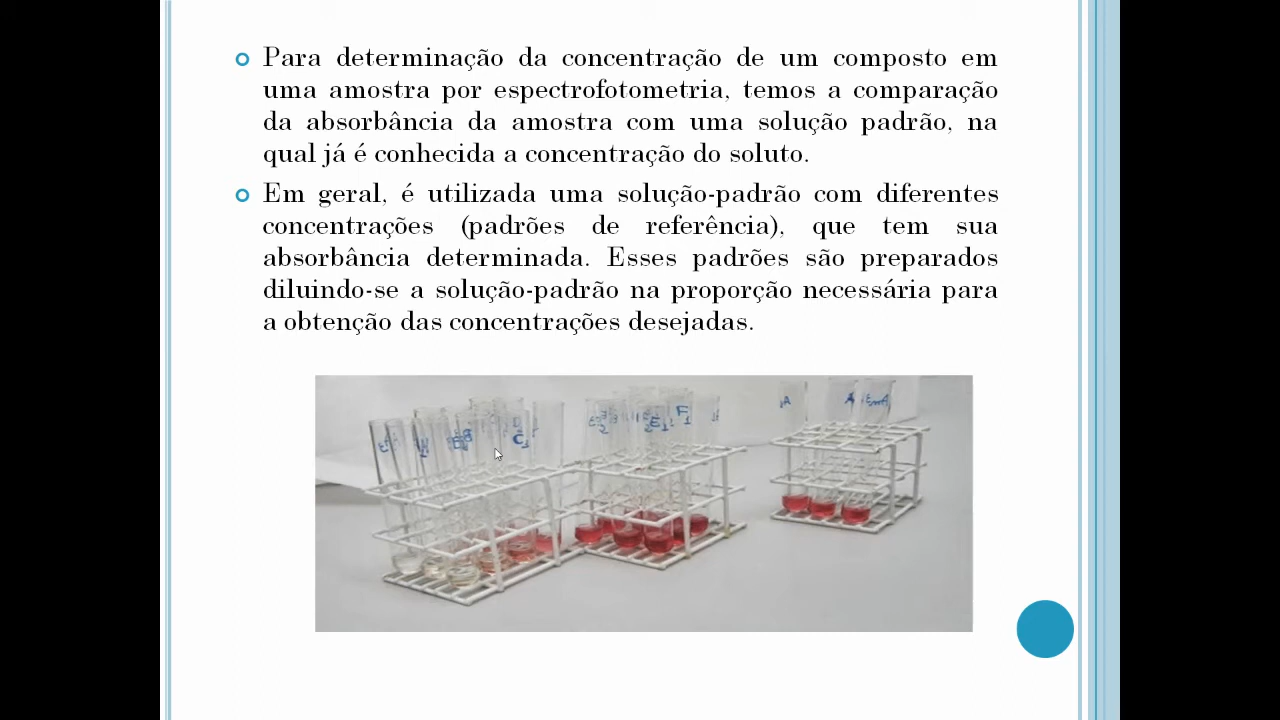 Para determinação da concentração de um composto em
uma amostra por espectrofotometria, temos a comparação
da absorbância da amostra com uma solução padrão, na
qual já é conhecida a concentração do soluto.
Em geral, é utilizada uma solução-padrão com diferentes
concentrações (padrões de referência), que tem sua
absorbância determinada. Esses padrões são preparados
diluindo-se a solução-padrão na proporção necessária para
a obtenção das concentrações desejadas.
C1
E1
F1
A
A